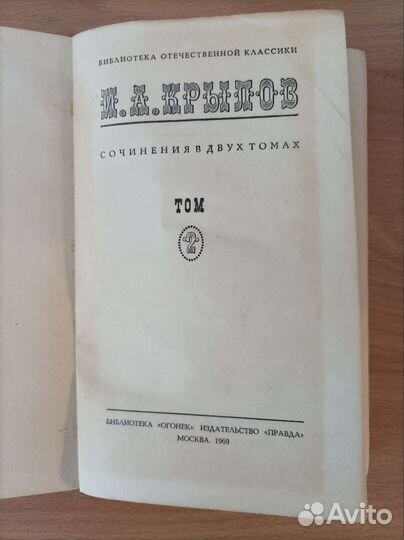 БИБЛИОТЕКА ОТЕЧЕСТВЕННОЙ КЛАССИКИ
И.А.КРЫЛОВ
СОЧИНЕНИЯ В ДВУХ ТОМАХ
ТОМ
2
БИБЛИОТЕКА «ОГОНЕК». ИЗДАТЕЛЬСТВО «ПРАВДА»
МОСКВА. 1969
Avito